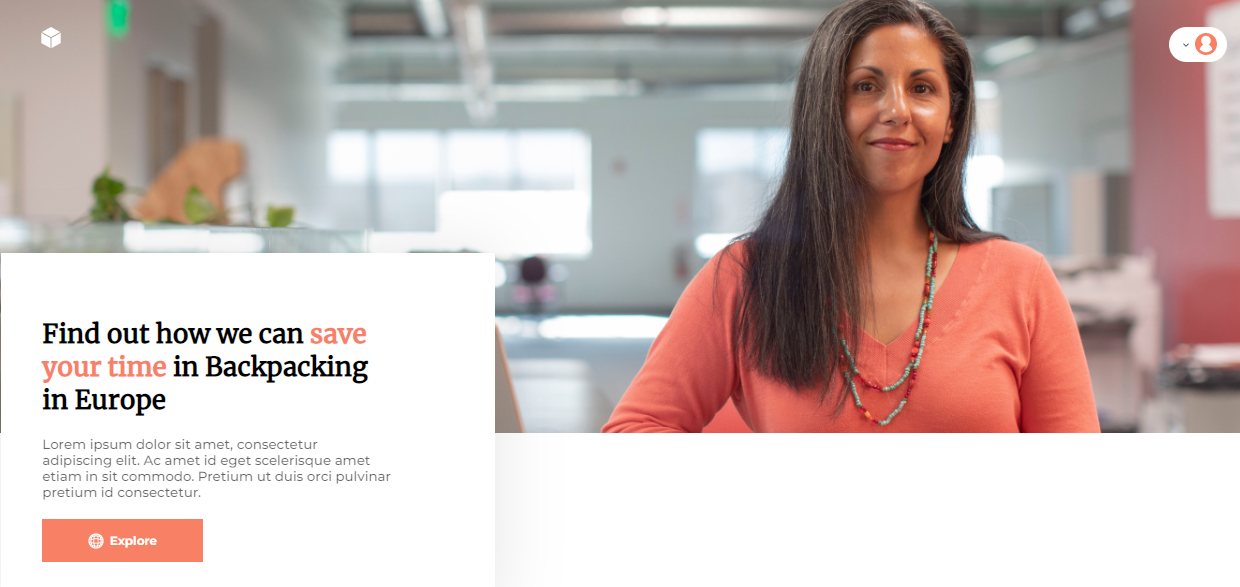 Find out how we can save
your time in Backpacking
in Europe
Lorem ipsum dolor sit amet, consectetur
adipiscing elit. Ac amet id eget scelerisque amet
etiam in sit commodo. Pretium ut duis orci pulvinar
pretium id consectetur.
Explore